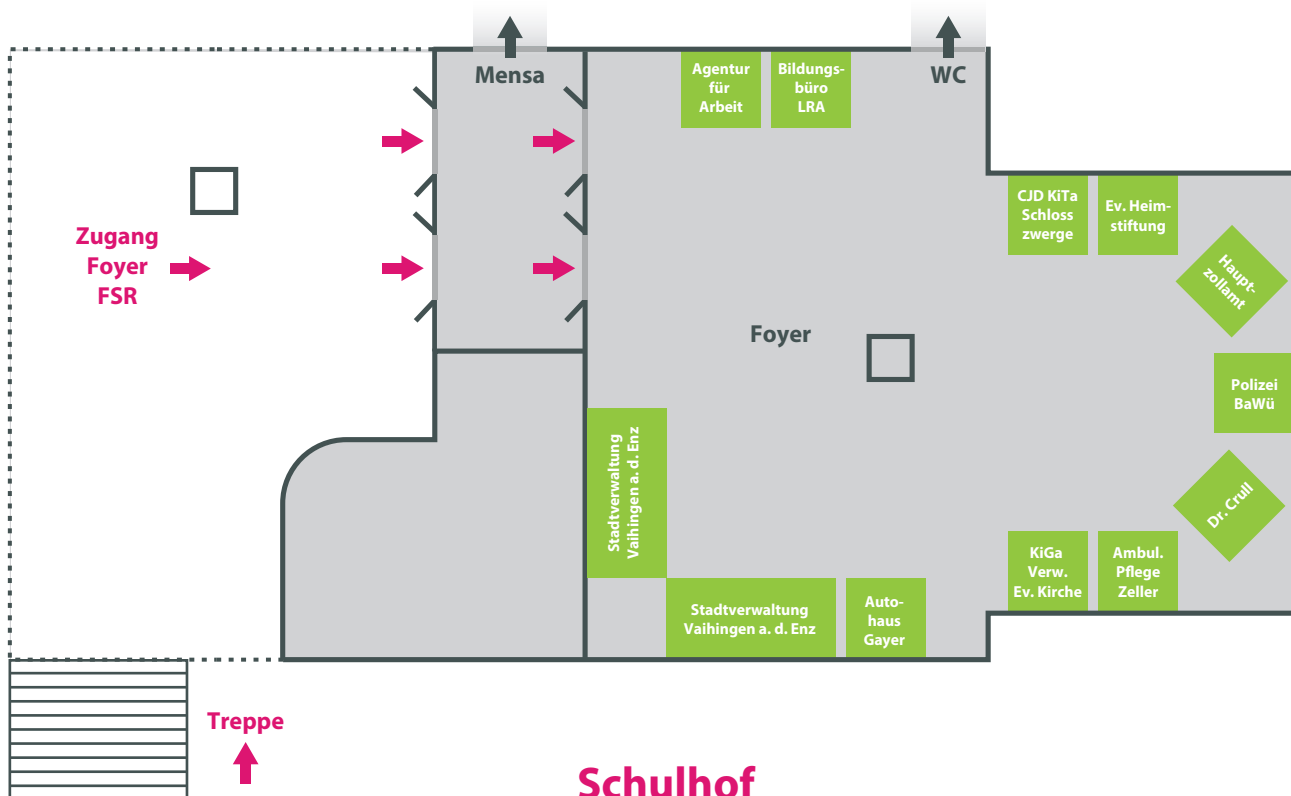 Mensa
WC
Agentur
für
Arbeit
Bildungs-
büro
LRA
CJD KiTa
Schloss
zwerge
Ev. Heim-
stiftung
Haupt-
zollamt
Zugang
Foyer
FSR
Foyer
Polizei
BaWü
Stadtverwaltung
Vaihingen a. d. Enz
Dr. Crull
KiGa
Verw.
Ev. Kirche
Ambul.
Pflege
Zeller
Stadtverwaltung
Vaihingen a. d. Enz
Auto-
haus
Gayer
Treppe
Schulhof